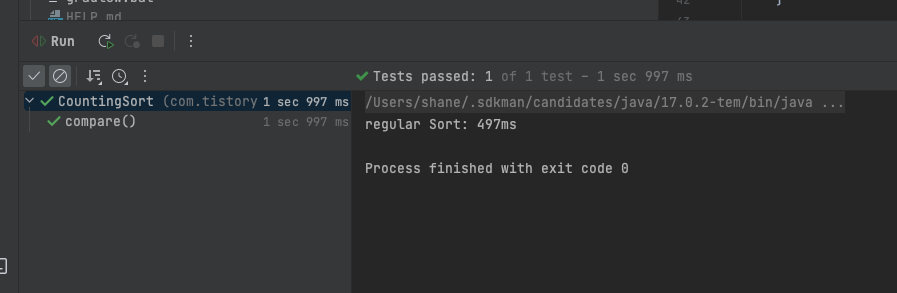 HELP.md
42
Run
Tests passed: 1 of 1 test – 1 sec 997 ms
CountingSort (com.tistory 1 sec 997 ms
compare() 1 sec 997 ms
/Users/shane/.sdkman/candidates/java/17.0.2-tem/bin/java ...
regular Sort: 497ms
Process finished with exit code 0